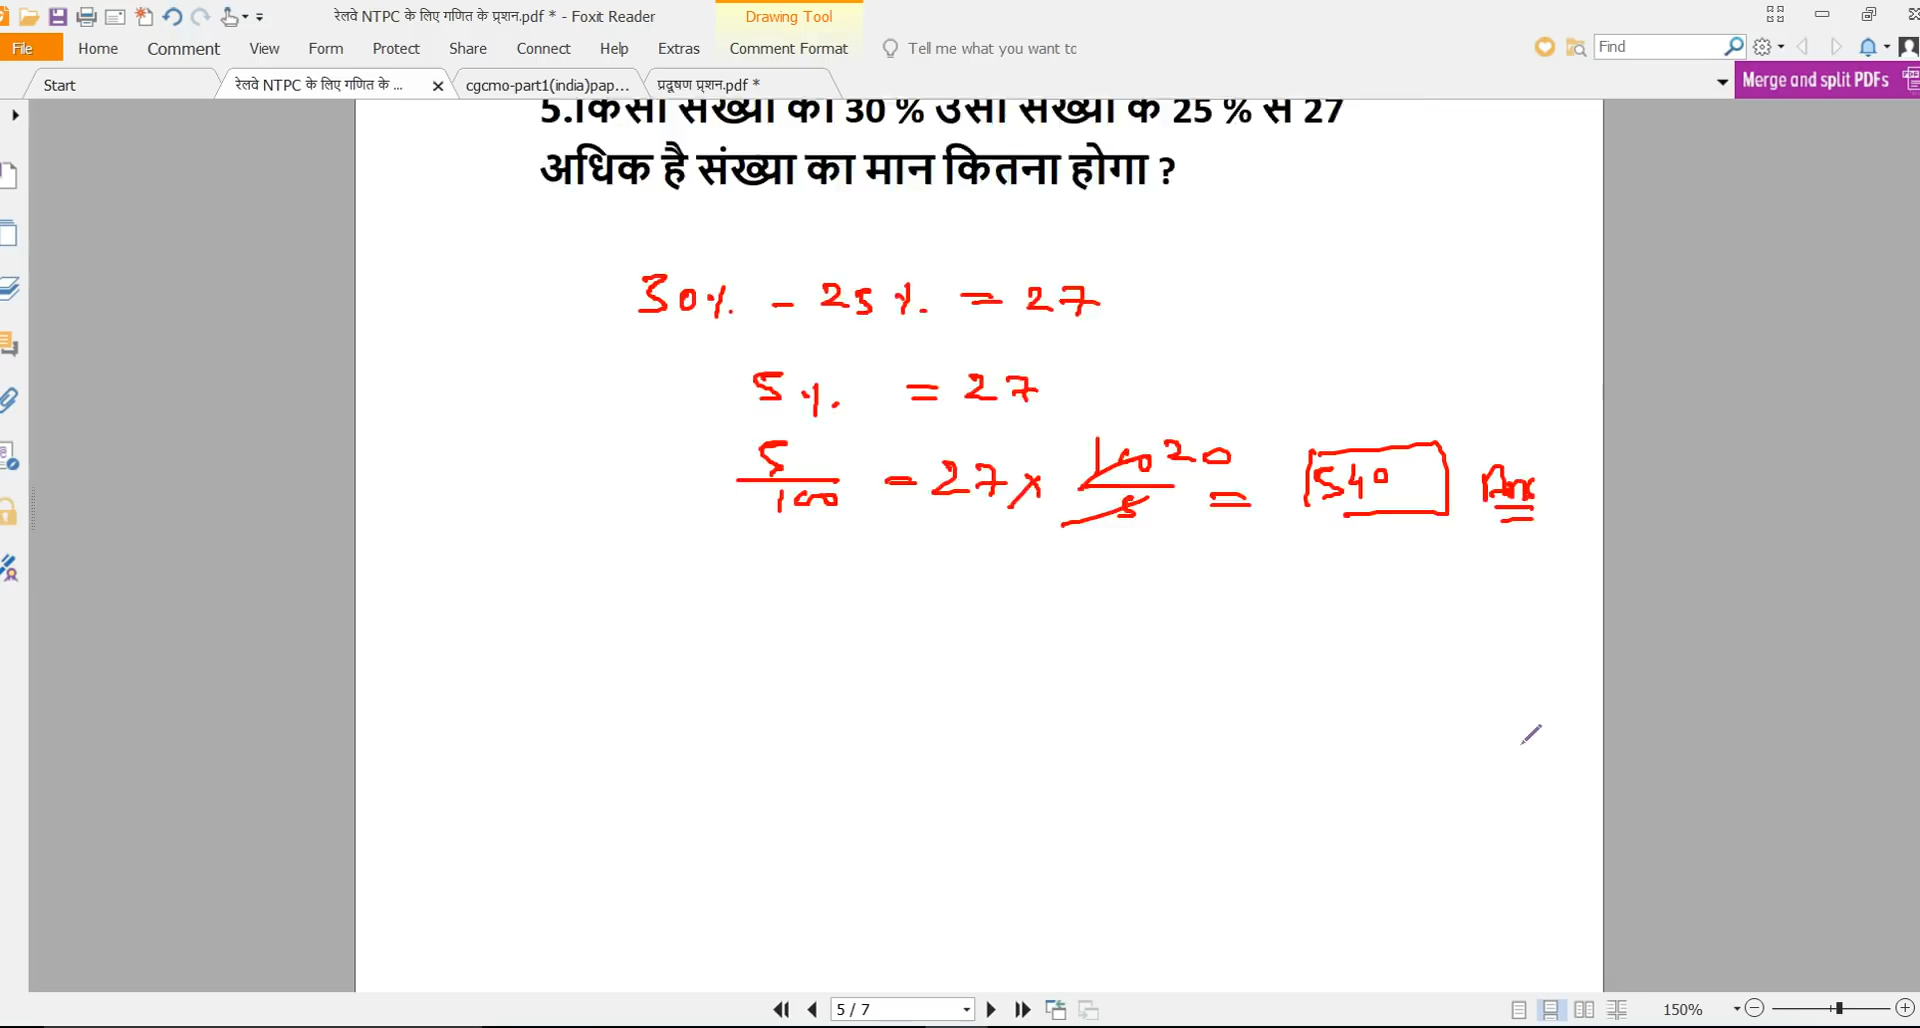 रेलवे NTPC के लिए गणित के प्रशन.pdf * - Foxit Reader
Drawing Tool
File Home Comment View Form Protect Share Connect Help Extras Comment Format Tell me what you want to Find
Start रेलवे NTPC के लिए गणित के ... cgcmo-part1(india)pap... प्रदूषण प्र्शन.pdf * Merge and split PDFs
5.किसी संख्या का 30 % उसी संख्या के 25 % से 27
अधिक है संख्या का मान कितना होगा ?
30% - 25% = 27
5% = 27
5/100 = 27 x 100/5 20 = 540 Ans
5 / 7 150%